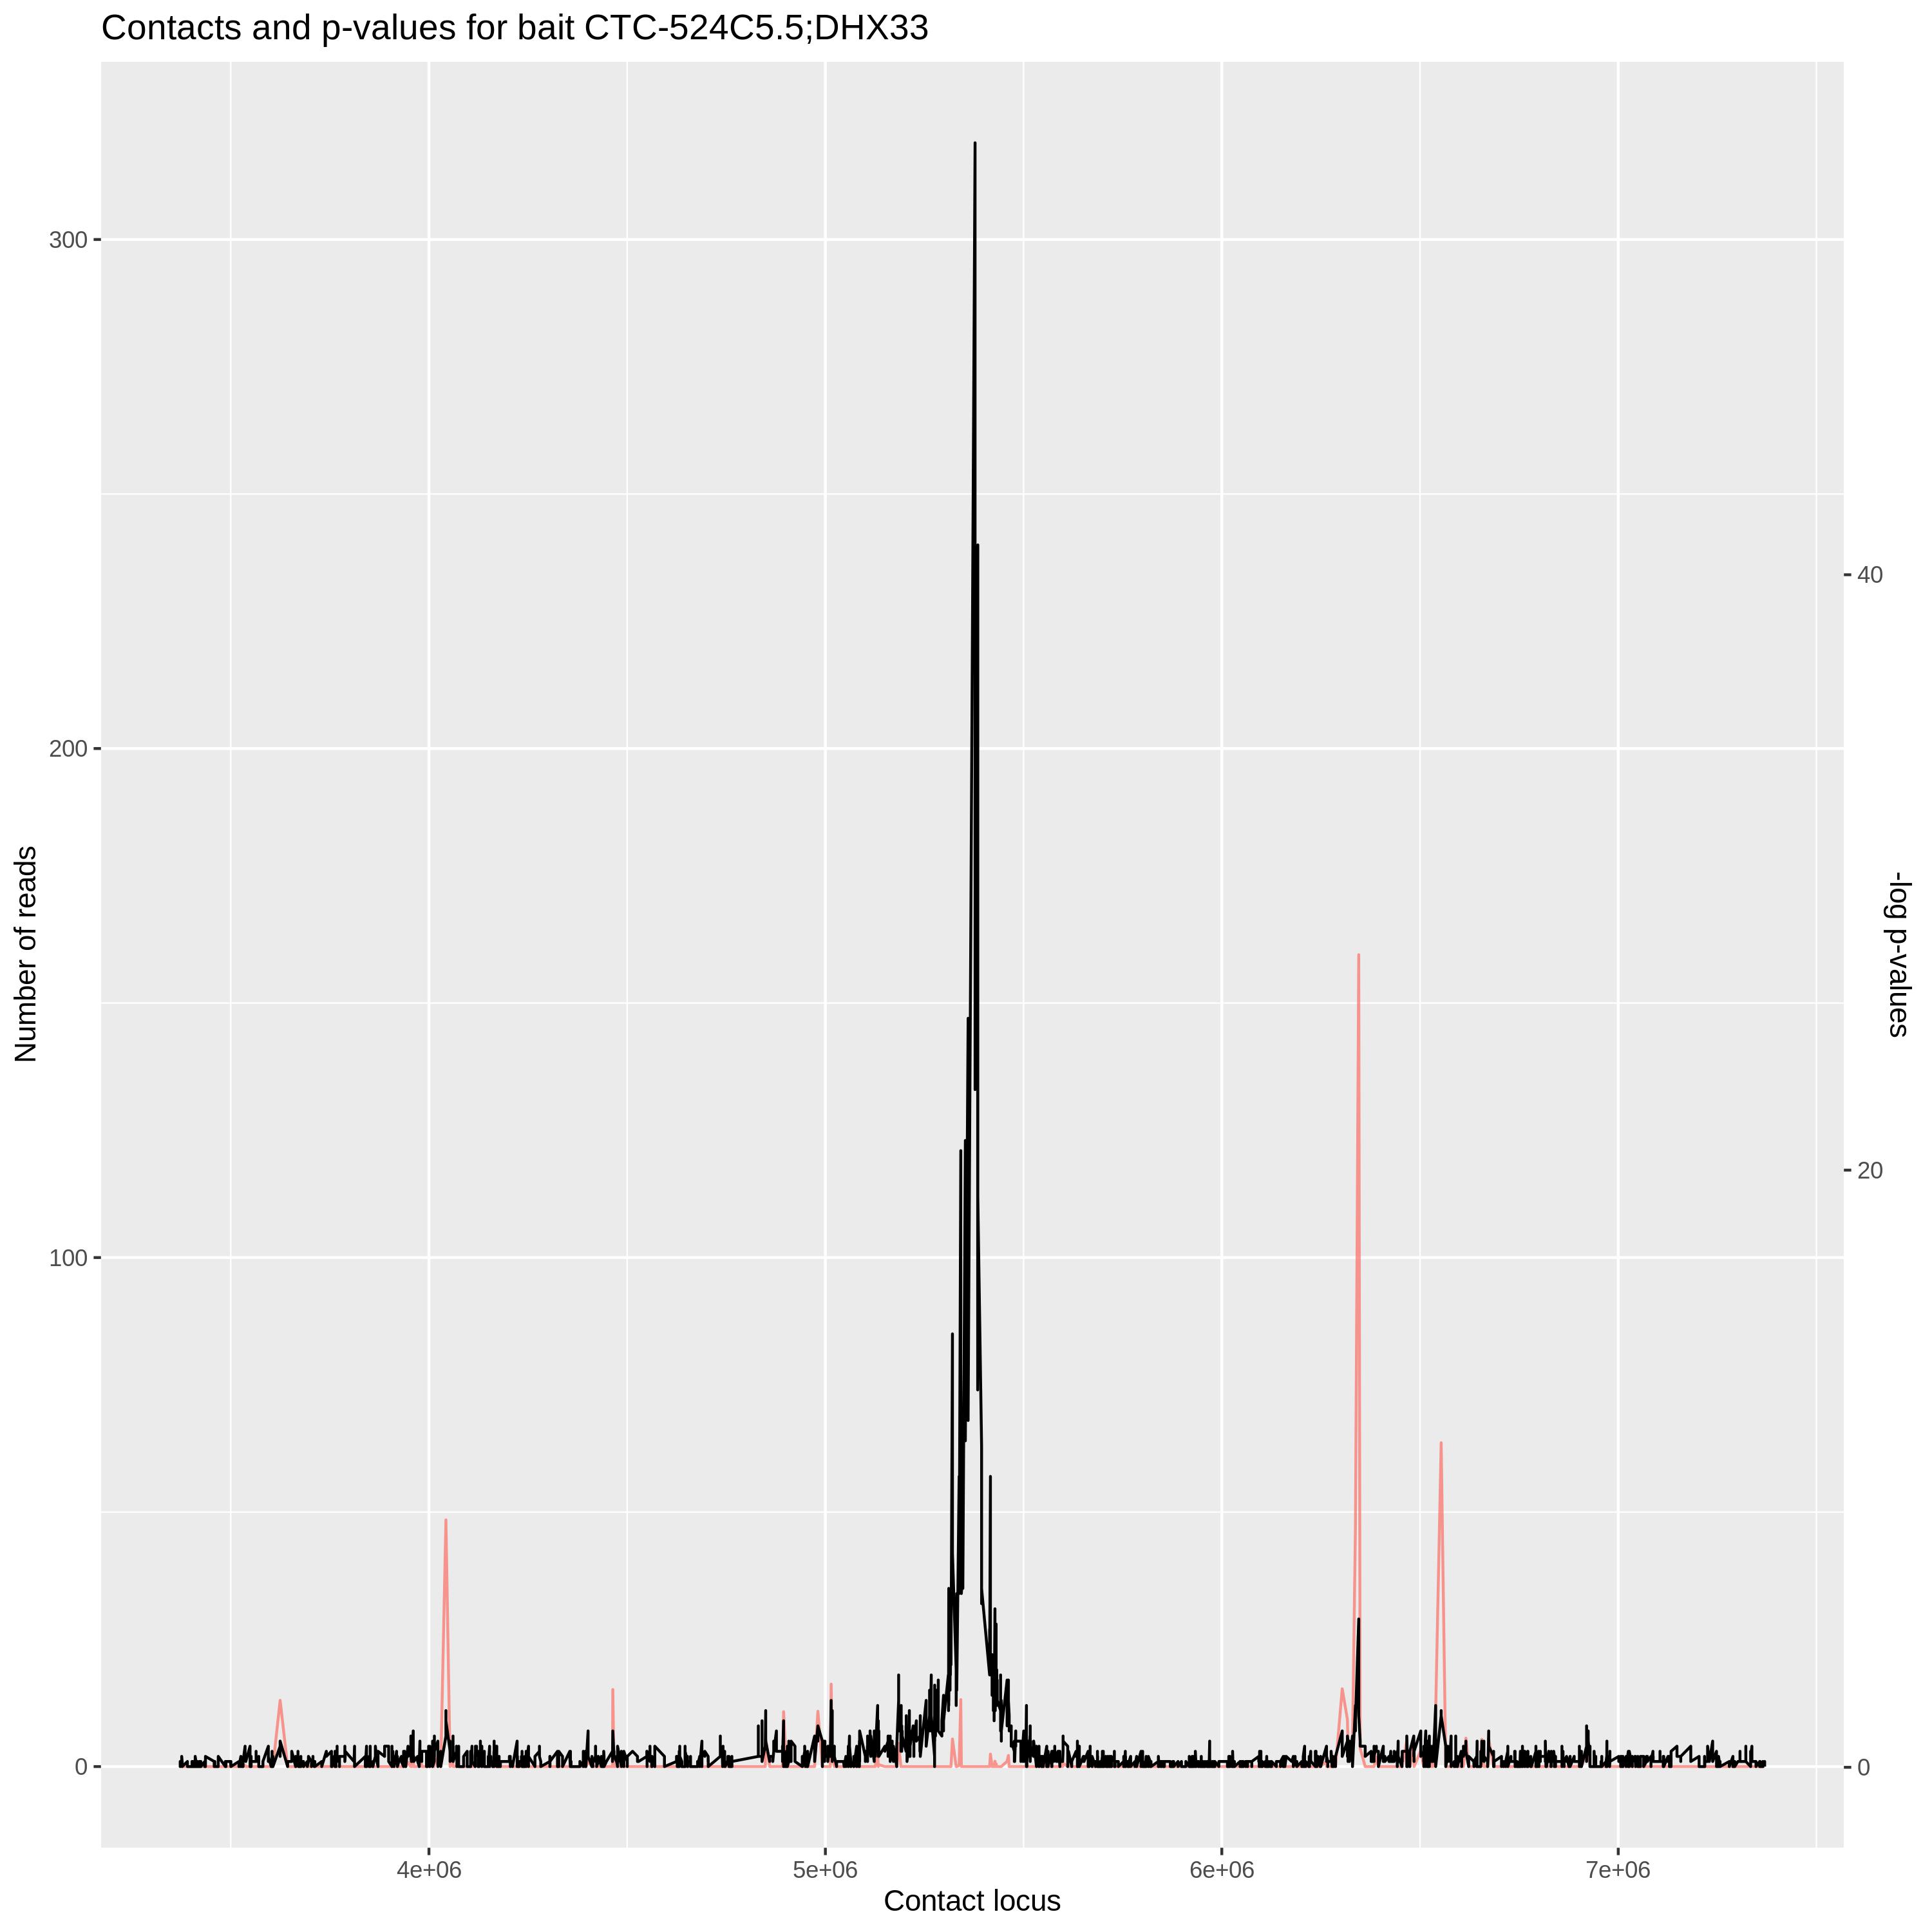 Contacts and p-values for bait CTC-524C5.5;DHX33
300
200
100
0
Number of reads
40
20
0
-log p-values
4e+06
5e+06
6e+06
7e+06
Contact locus